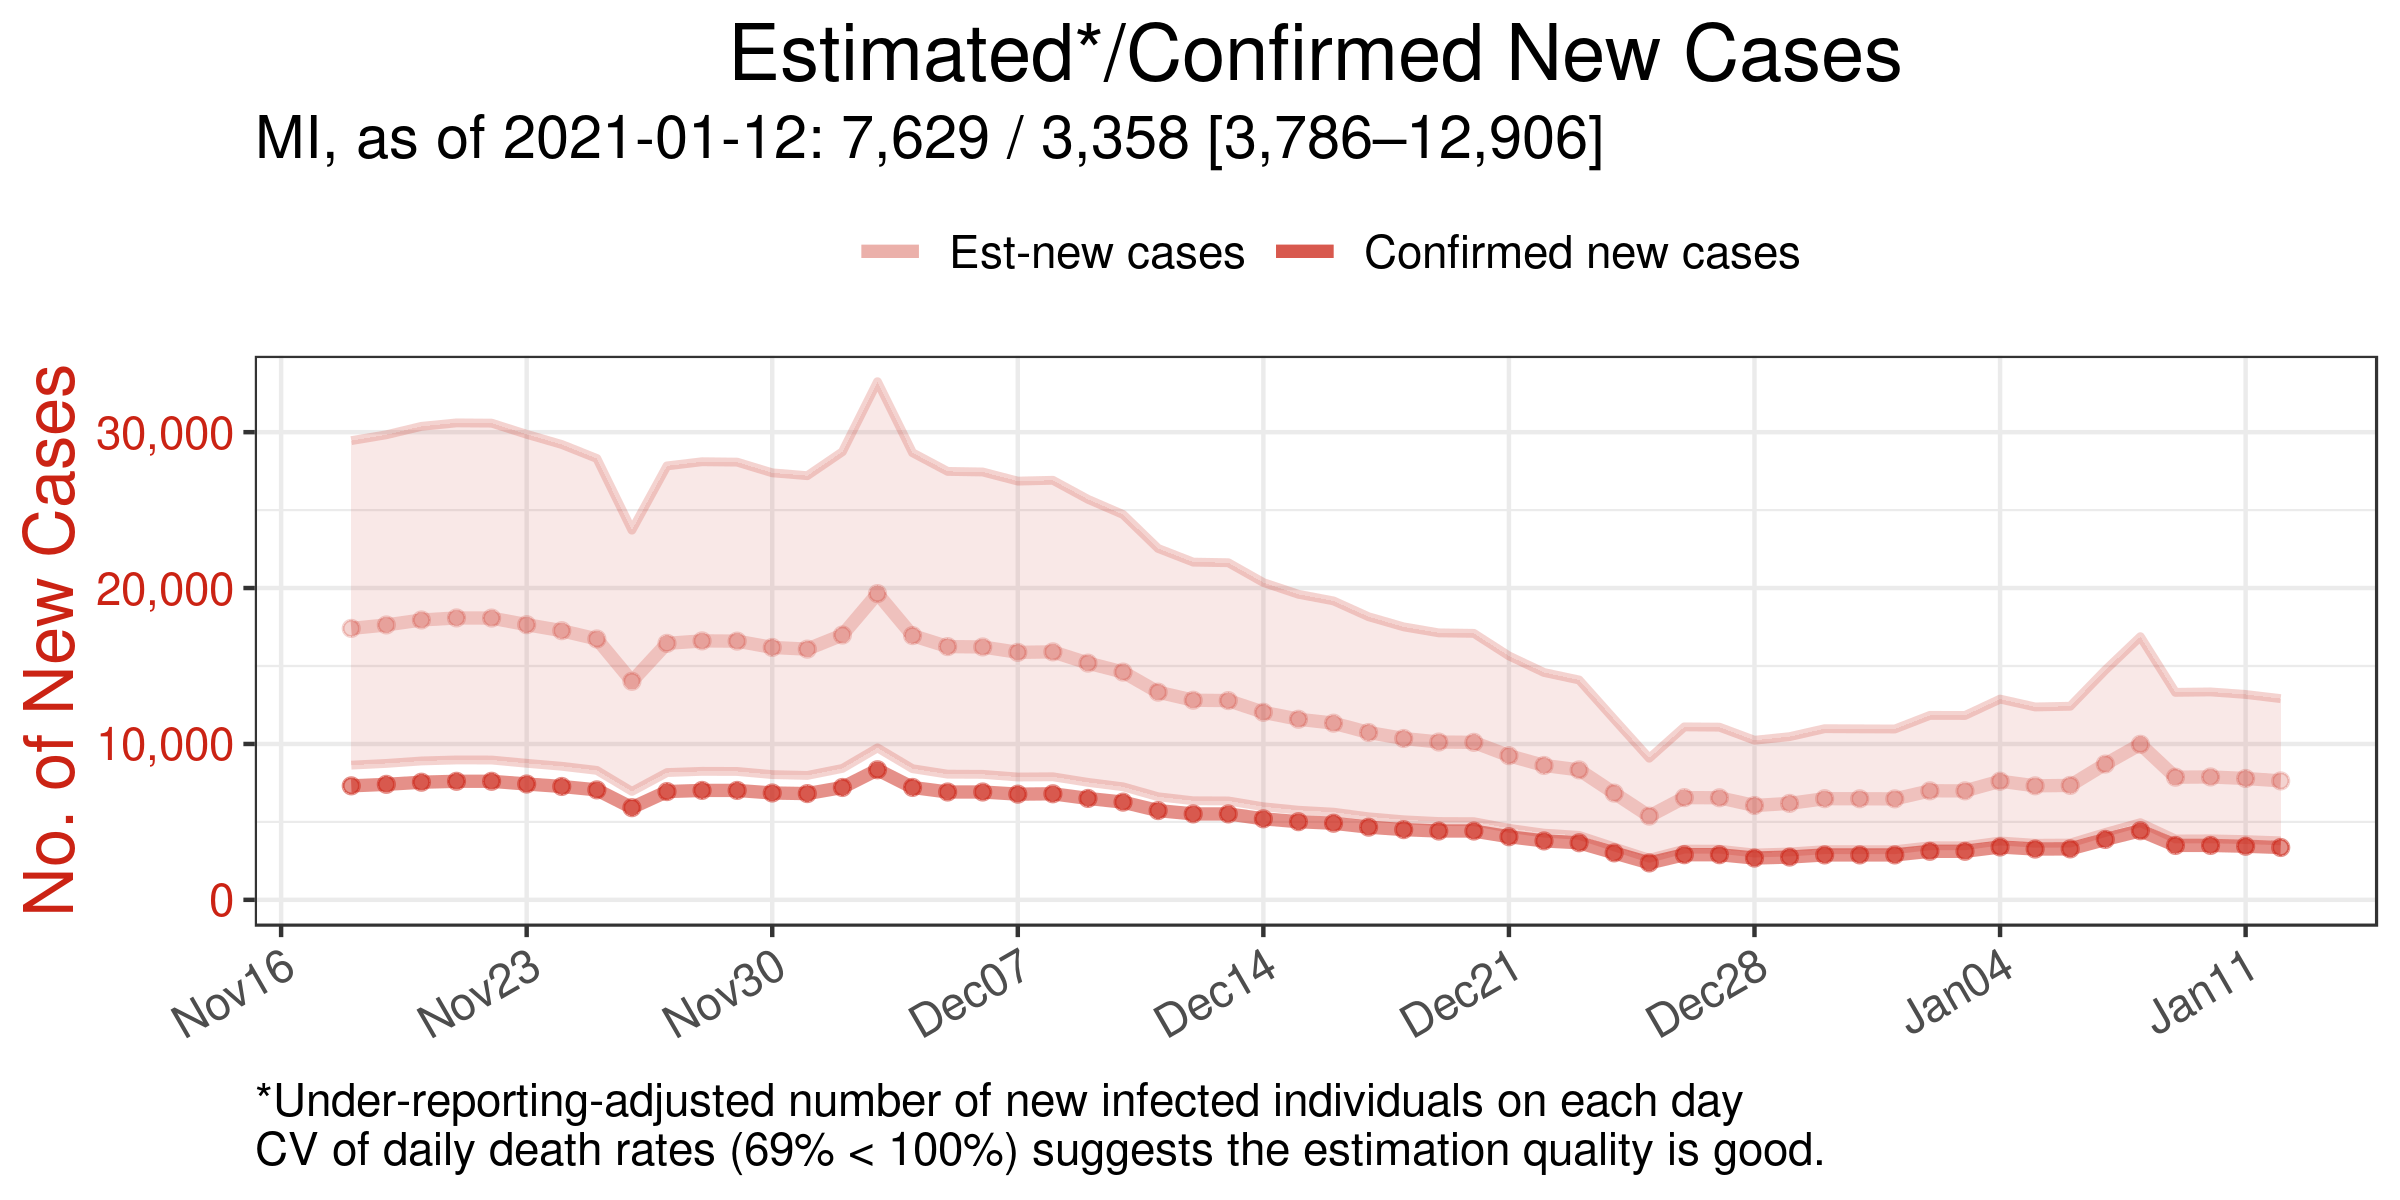 Estimated*/Confirmed New Cases
MI, as of 2021-01-12: 7,629 / 3,358 [3,786–12,906]
Est-new cases Confirmed new cases
No. of New Cases
30,000
20,000
10,000
0
Nov16 Nov23 Nov30 Dec07 Dec14 Dec21 Dec28 Jan04 Jan11
*Under-reporting-adjusted number of new infected individuals on each day
CV of daily death rates (69% < 100%) suggests the estimation quality is good.